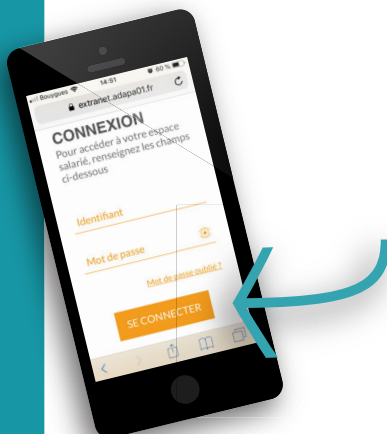 Bouygues 14:51 60 %
extranet.adapa01.fr
CONNEXION
Pour accéder à votre espace
salarié, renseignez les champs
ci-dessous
Identifiant
Mot de passe
Mot de passe oublié ?
SE CONNECTER